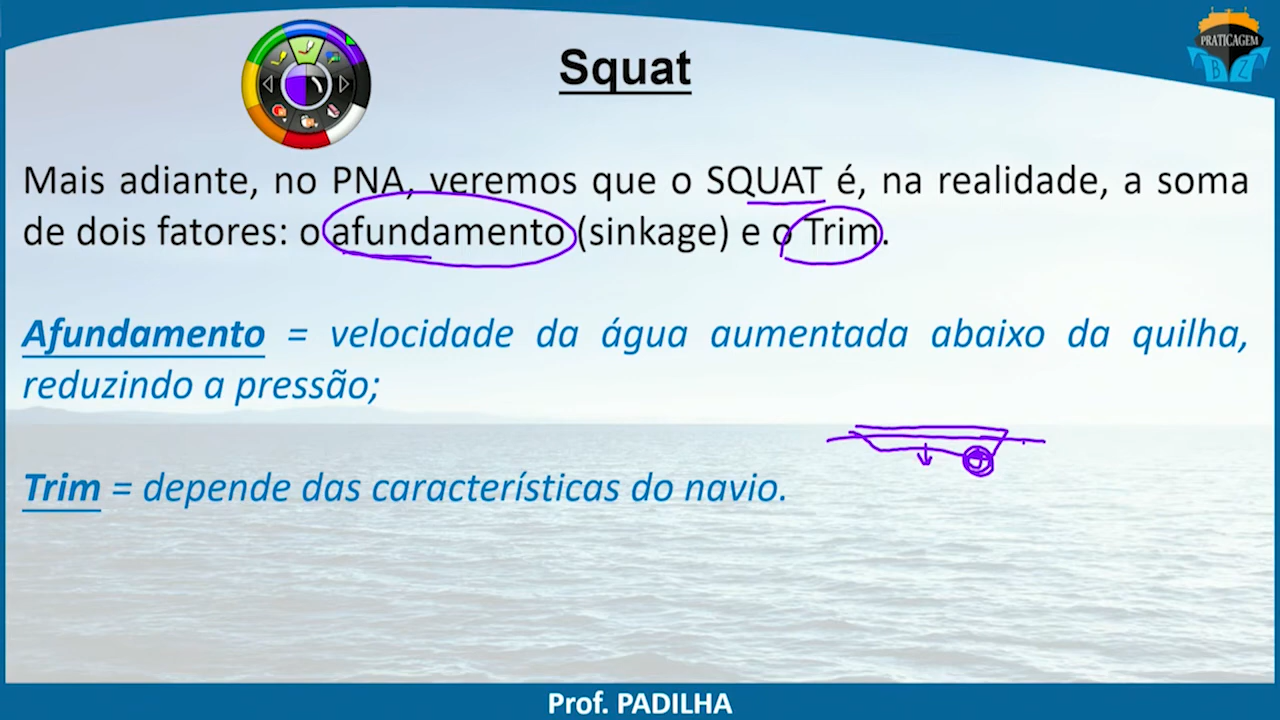 PRATICAGEM
B Z
Squat
Mais adiante, no PNA, veremos que o SQUAT é, na realidade, a soma
de dois fatores: o afundamento (sinkage) e o Trim.
Afundamento = velocidade da água aumentada abaixo da quilha,
reduzindo a pressão;
Trim = depende das características do navio.
Prof. PADILHA